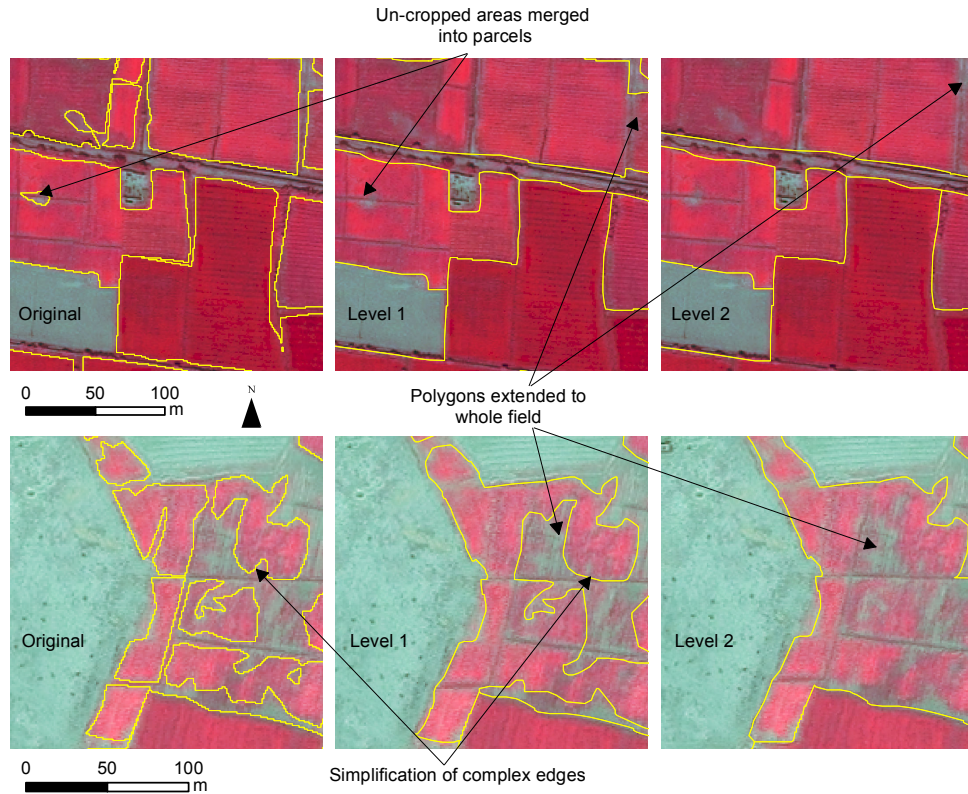 Un-cropped areas merged
into parcels
Original
Level 1
Level 2
0 50 100
m
N
Polygons extended to
whole field
Original
Level 1
Level 2
0 50 100
m
Simplification of complex edges